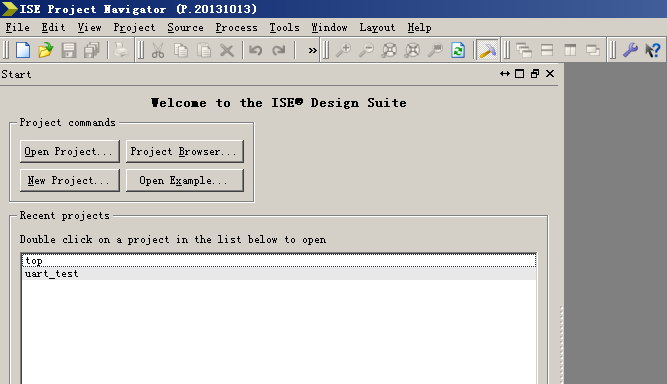 ISE Project Navigator (P.20131013)
File Edit View Project Source Process Tools Window Layout Help
»
Start
Welcome to the ISE® Design Suite
Project commands
Open Project... Project Browser...
New Project... Open Example...
Recent projects
Double click on a project in the list below to open
top
uart_test